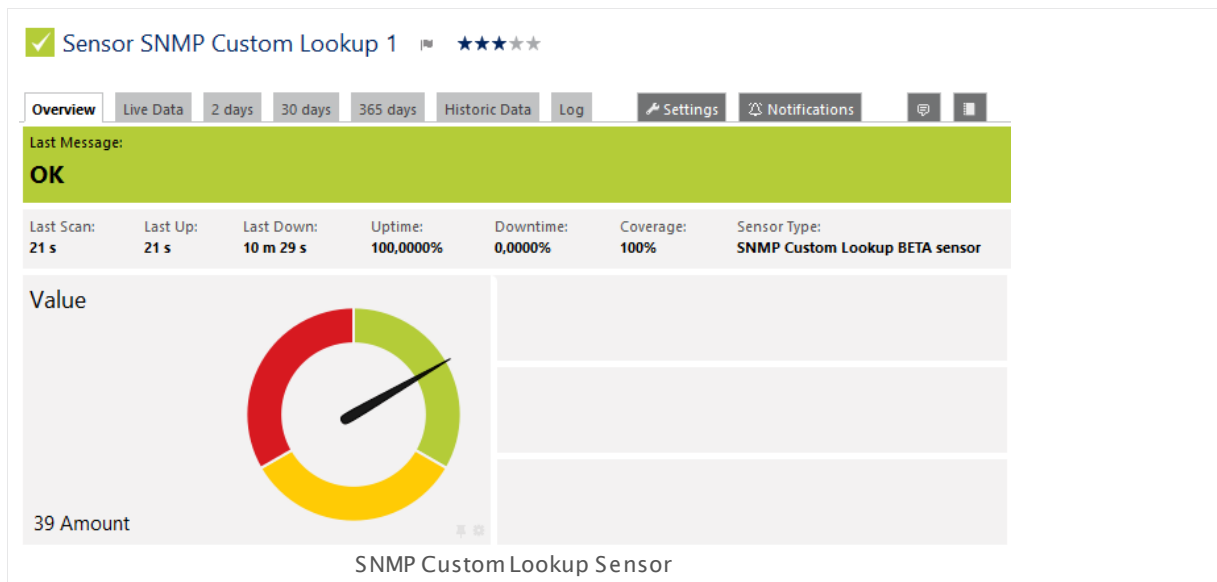 Sensor SNMP Custom Lookup 1
Overview Live Data 2 days 30 days 365 days Historic Data Log Settings Notifications
Last Message:
OK
Last Scan: Last Up: Last Down: Uptime: Downtime: Coverage: Sensor Type:
21 s 21 s 10 m 29 s 100,0000% 0,0000% 100% SNMP Custom Lookup BETA sensor
Value
39 Amount
SNMP Custom Lookup Sensor